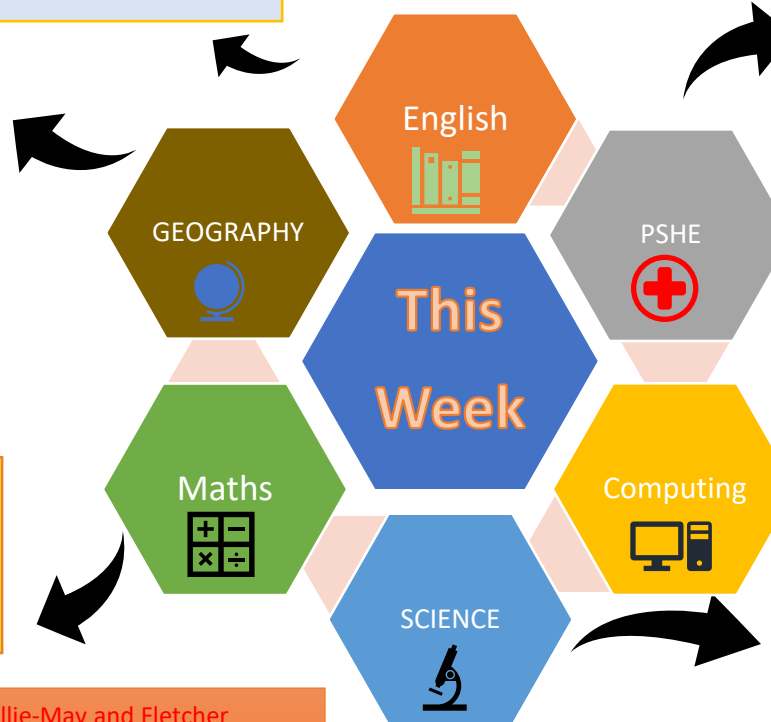 English
GEOGRAPHY
PSHE
This
Week
Maths
Computing
SCIENCE
and Fletcher